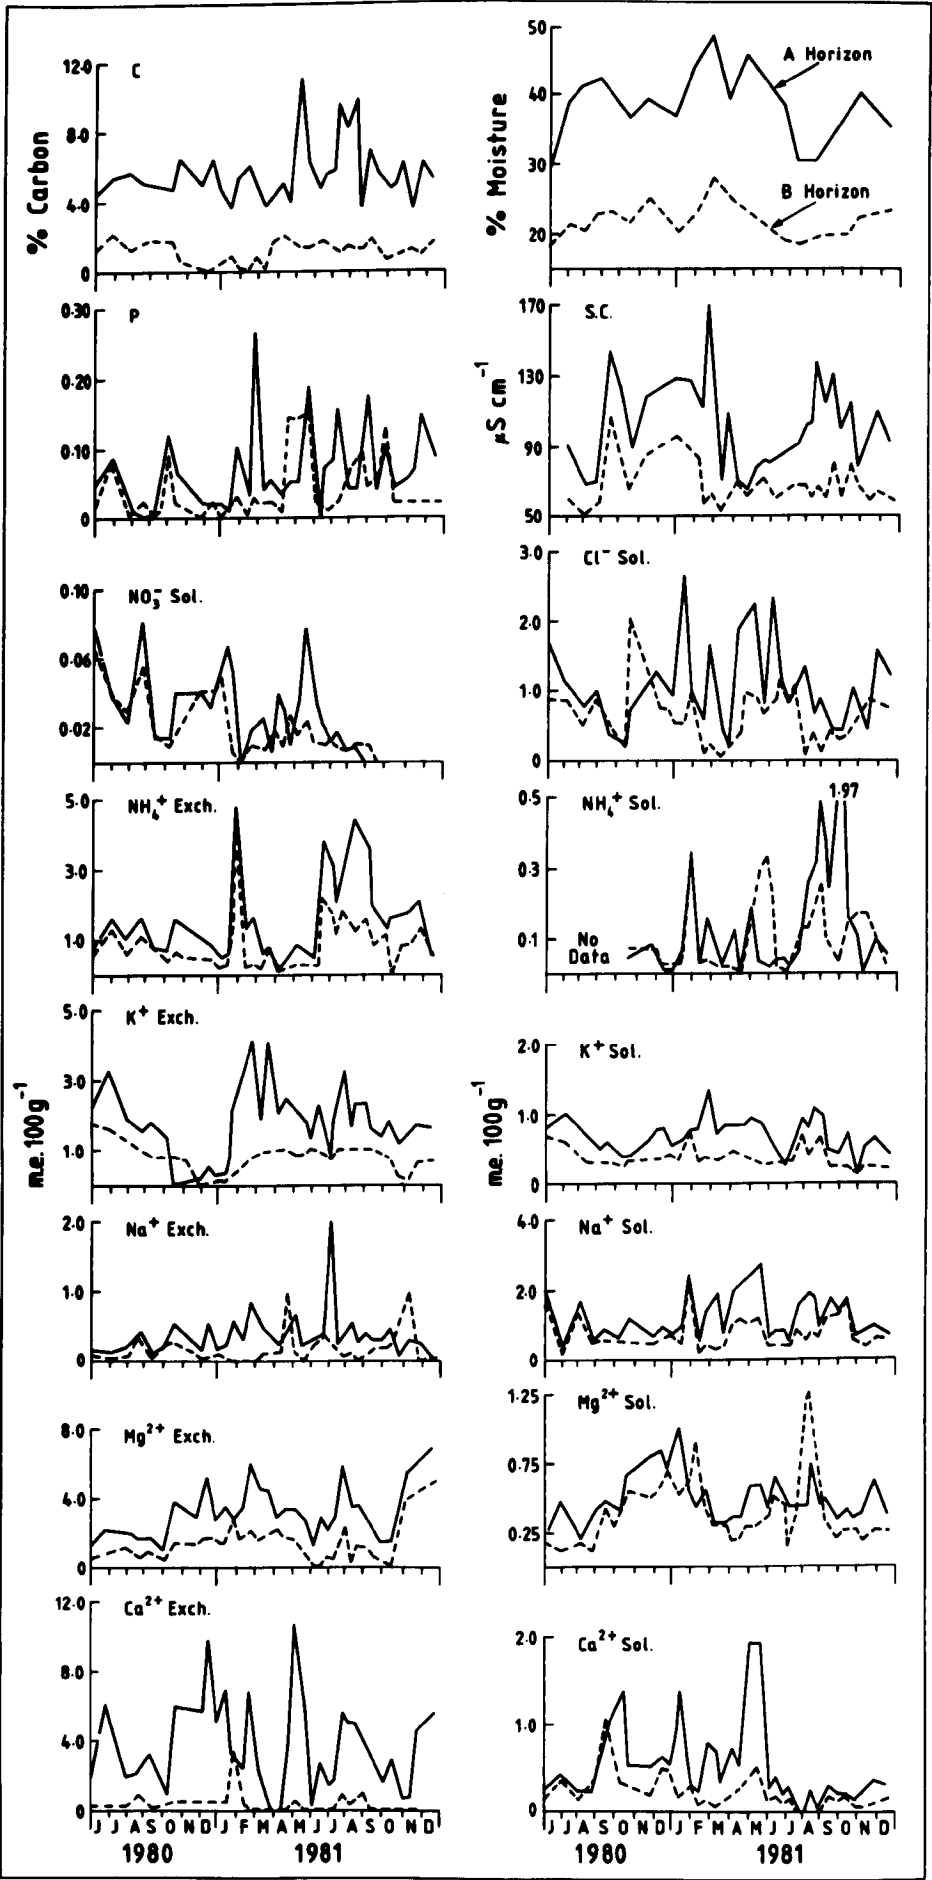 C
12.0
8.0
4.0
0
% Carbon
50
40
30
20
% Moisture
A Horizon
B Horizon
P
0.30
0.20
0.10
0
S.C.
170
130
90
50
µS cm⁻¹
NO₃⁻ Sol.
0.10
0.06
0.02
Cl⁻ Sol.
3.0
2.0
1.0
0
NH₄⁺ Exch.
5.0
3.0
1.0
NH₄⁺ Sol.
1.97
0.5
0.3
0.1
No
Data
K⁺ Exch.
5.0
3.0
1.0
m.e. 100g⁻¹
K⁺ Sol.
2.0
1.0
0
m.e. 100g⁻¹
Na⁺ Exch.
2.0
1.0
0
Na⁺ Sol.
4.0
2.0
0
Mg²⁺ Exch.
8.0
4.0
0
Mg²⁺ Sol.
1.25
0.75
0.25
Ca²⁺ Exch.
12.0
8.0
4.0
0
J J A S O N D J F M A M J J A S O N D
1980 1981
Ca²⁺ Sol.
2.0
1.0
0
J J A S O N D J F M A M J J A S O N D
1980 1981